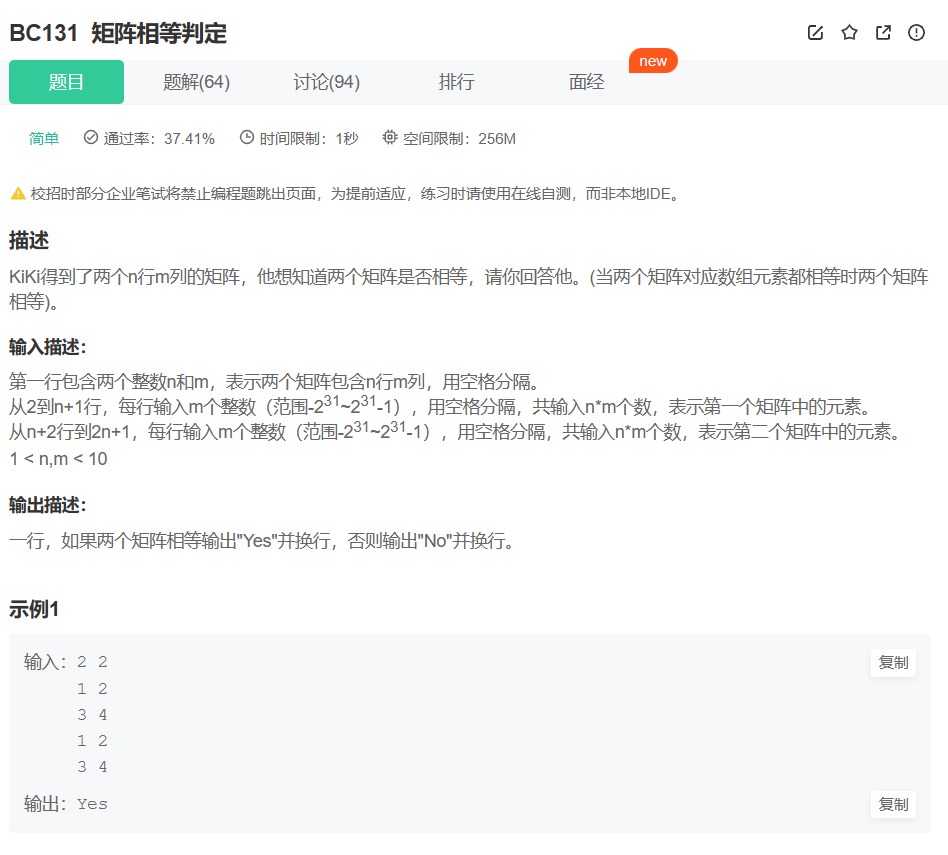 BC131 矩阵相等判定
new
题目 题解(64) 讨论(94) 排行 面经
简单 通过率：37.41% 时间限制：1秒 空间限制：256M
校招时部分企业笔试将禁止编程题跳出页面，为提前适应，练习时请使用在线自测，而非本地IDE。
描述
KiKi得到了两个n行m列的矩阵，他想知道两个矩阵是否相等，请你回答他。(当两个矩阵对应数组元素都相等时两个矩阵
相等)。
输入描述：
第一行包含两个整数n和m，表示两个矩阵包含n行m列，用空格分隔。
从2到n+1行，每行输入m个整数（范围-2^31~2^31-1），用空格分隔，共输入n*m个数，表示第一个矩阵中的元素。
从n+2行到2n+1，每行输入m个整数（范围-2^31~2^31-1），用空格分隔，共输入n*m个数，表示第二个矩阵中的元素。
1 < n,m < 10
输出描述：
一行，如果两个矩阵相等输出"Yes"并换行，否则输出"No"并换行。
示例1
输入：2 2 复制
1 2
3 4
1 2
3 4
输出：Yes 复制